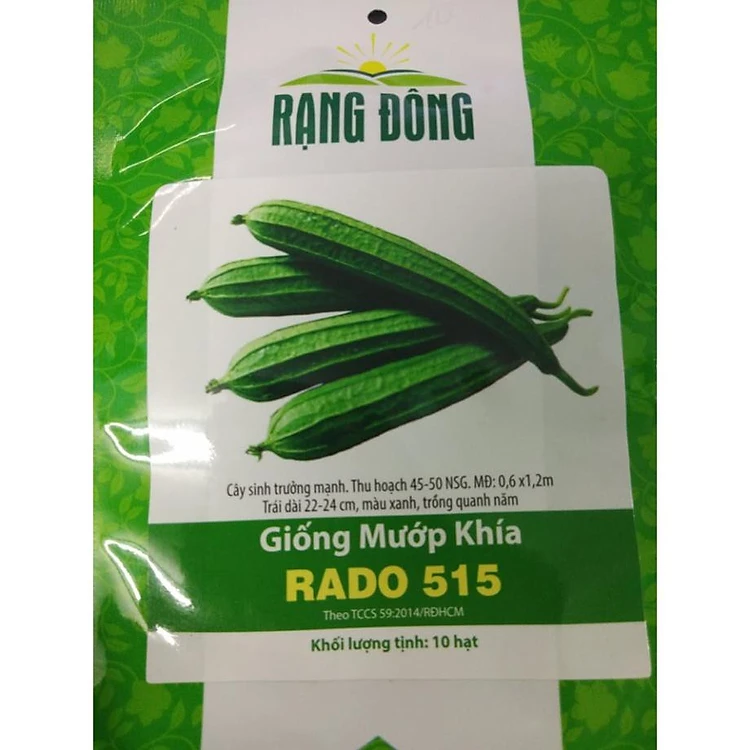 RẠNG ĐÔNG
Cây sinh trưởng mạnh. Thu hoạch 45-50 NSG. MĐ: 0,6 x1,2m
Trái dài 22-24 cm, màu xanh, trồng quanh năm
Giống Mướp Khía
RADO 515
Theo TCCS 59:2014/RĐHCM
Khối lượng tịnh: 10 hạt